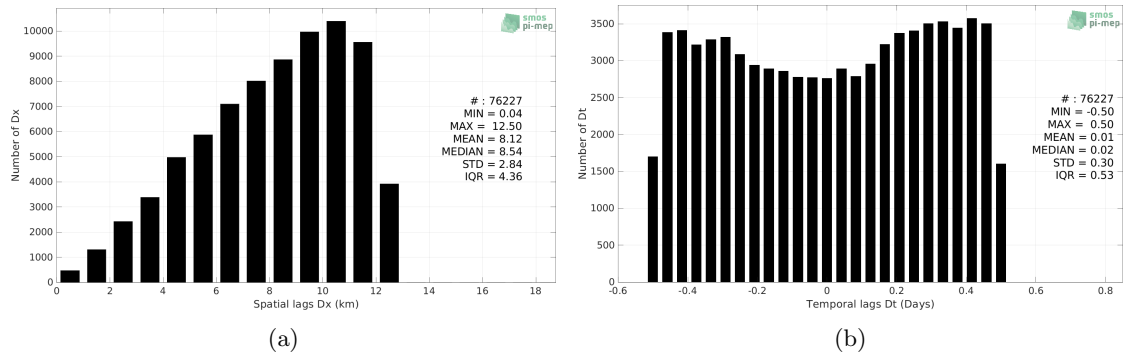 smos
pi-mep
10000
9000
8000
7000
6000
5000
4000
3000
2000
1000
0
Number of Dx
# : 76227
MIN = 0.04
MAX = 12.50
MEAN = 8.12
MEDIAN = 8.54
STD = 2.84
IQR = 4.36
0 2 4 6 8 10 12 14 16 18
Spatial lags Dx (km)
(a)
smos
pi-mep
3500
3000
2500
2000
1500
1000
500
0
Number of Dt
# : 76227
MIN = -0.50
MAX = 0.50
MEAN = 0.01
MEDIAN = 0.02
STD = 0.30
IQR = 0.53
-0.6 -0.4 -0.2 0 0.2 0.4 0.6 0.8
Temporal lags Dt (Days)
(b)